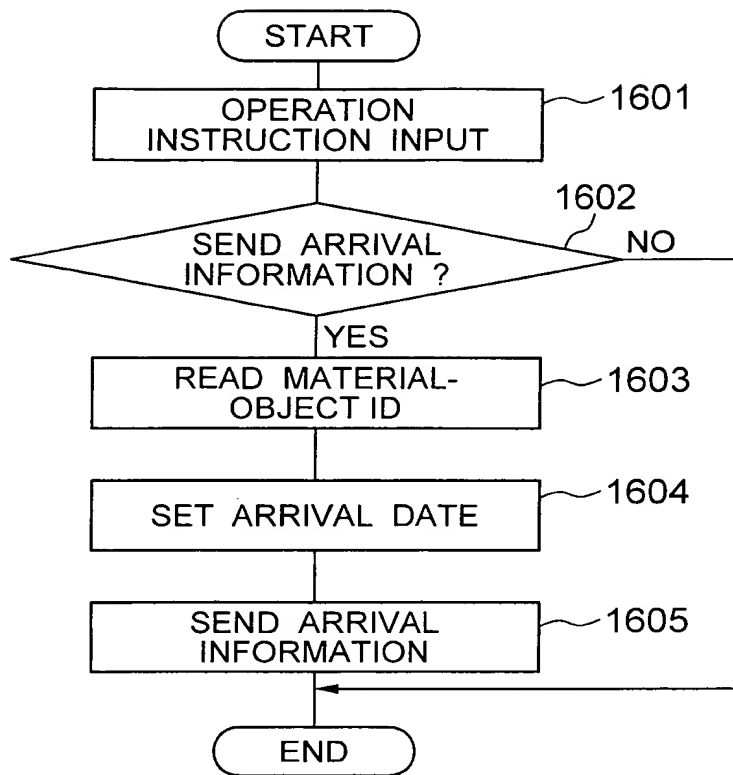 START
OPERATION
INSTRUCTION INPUT
1601
1602
SEND ARRIVAL
INFORMATION ?
NO
YES
READ MATERIAL-
OBJECT ID
1603
SET ARRIVAL DATE
1604
SEND ARRIVAL
INFORMATION
1605
END